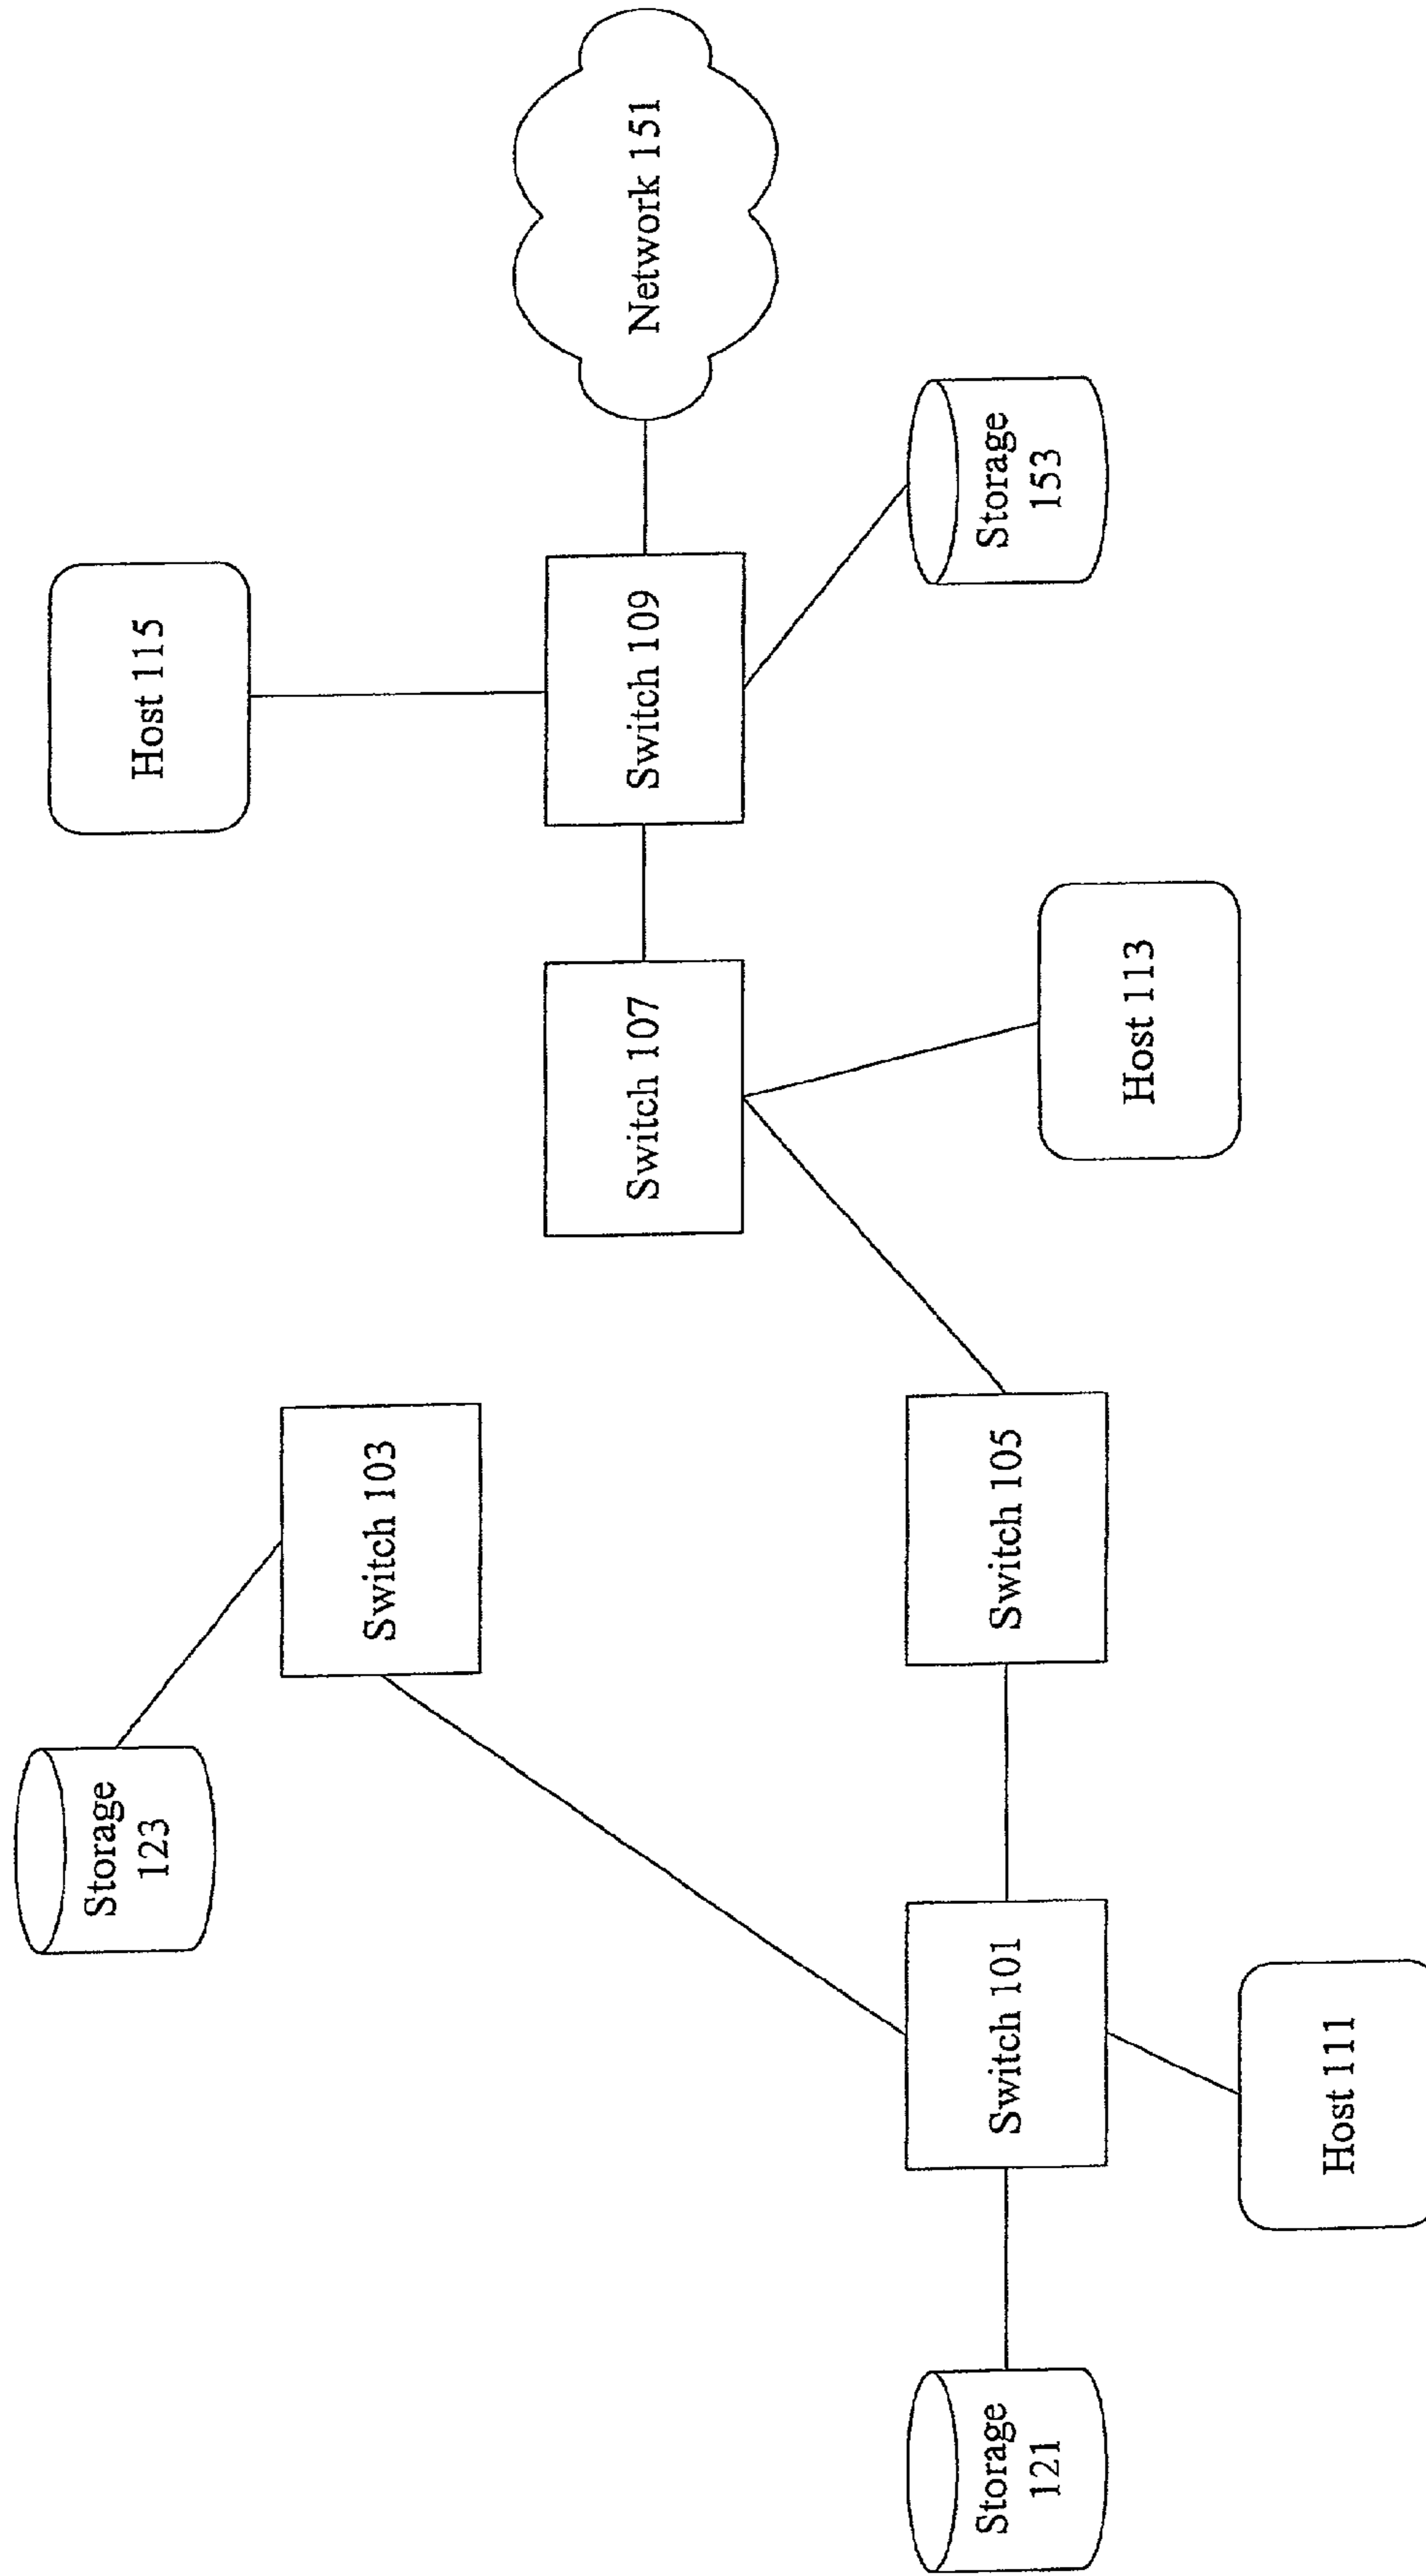 Storage
123
Host 115
Switch 103
Switch 107
Switch 109
Network 151
Storage
121
Switch 101
Switch 105
Storage
153
Host 113
Host 111